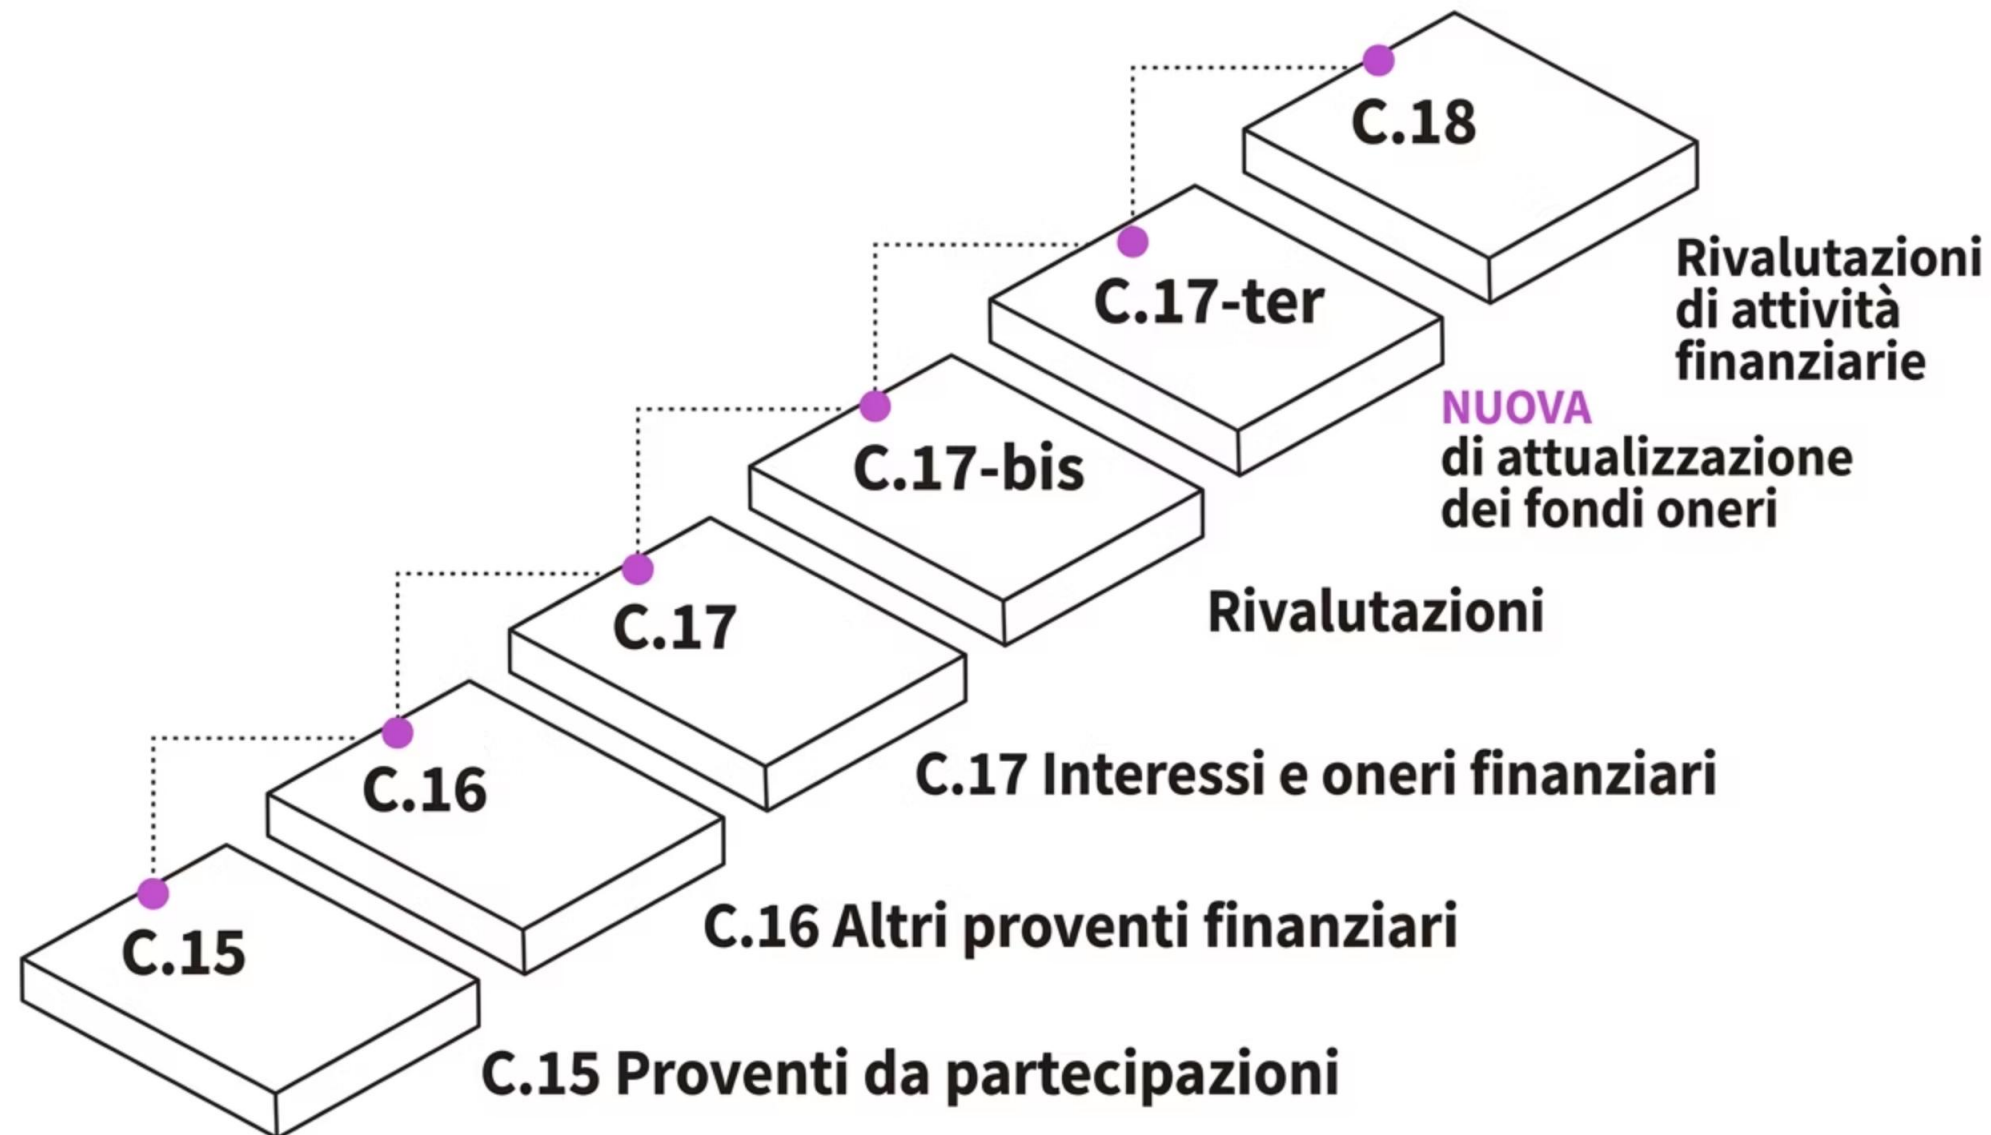 C.18
Rivalutazioni
di attività
finanziarie
C.17-ter
NUOVA
di attualizzazione
dei fondi oneri
C.17-bis
Rivalutazioni
C.17
C.17 Interessi e oneri finanziari
C.16
C.16 Altri proventi finanziari
C.15
C.15 Proventi da partecipazioni